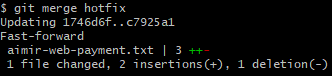 $ git merge hotfix
Updating 1746d6f..c7925a1
Fast-forward
 aimir-web-payment.txt | 3 ++-
 1 file changed, 2 insertions(+), 1 deletion(-)